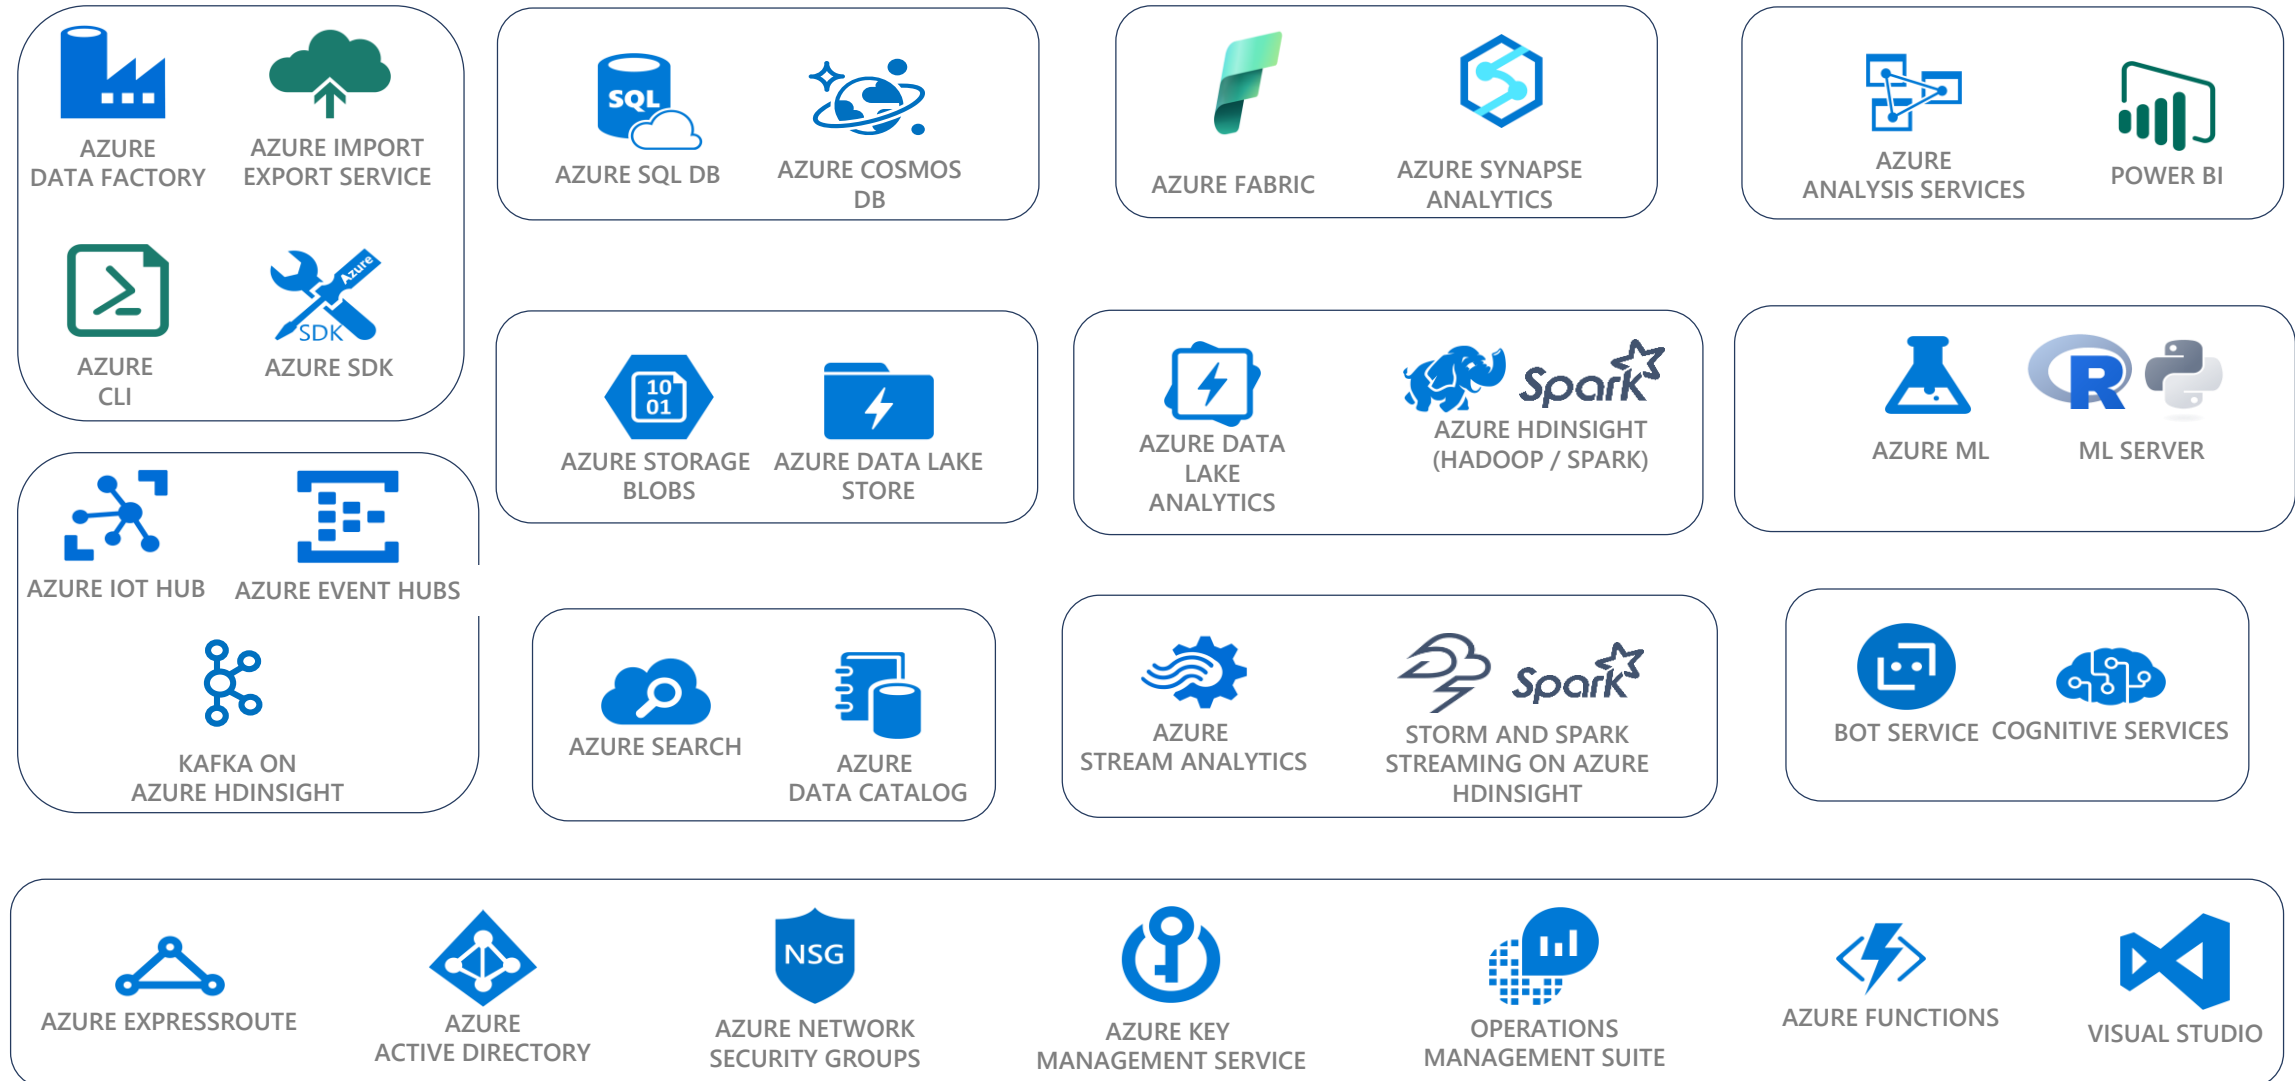 AZURE
DATA FACTORY
AZURE IMPORT
EXPORT SERVICE
AZURE
CLI
Azure
SDK
AZURE SDK
SQL
AZURE SQL DB
AZURE COSMOS
DB
AZURE FABRIC
AZURE SYNAPSE
ANALYTICS
AZURE
ANALYSIS SERVICES
POWER BI
10
01
AZURE STORAGE
BLOBS
AZURE DATA LAKE
STORE
AZURE DATA
LAKE
ANALYTICS
Spark
AZURE HDINSIGHT
(HADOOP / SPARK)
AZURE ML
R
ML SERVER
AZURE IOT HUB
AZURE EVENT HUBS
KAFKA ON
AZURE HDINSIGHT
AZURE SEARCH
AZURE
DATA CATALOG
AZURE
STREAM ANALYTICS
Spark
STORM AND SPARK
STREAMING ON AZURE
HDINSIGHT
BOT SERVICE
COGNITIVE SERVICES
AZURE EXPRESSROUTE
AZURE
ACTIVE DIRECTORY
NSG
AZURE NETWORK
SECURITY GROUPS
AZURE KEY
MANAGEMENT SERVICE
OPERATIONS
MANAGEMENT SUITE
AZURE FUNCTIONS
VISUAL STUDIO